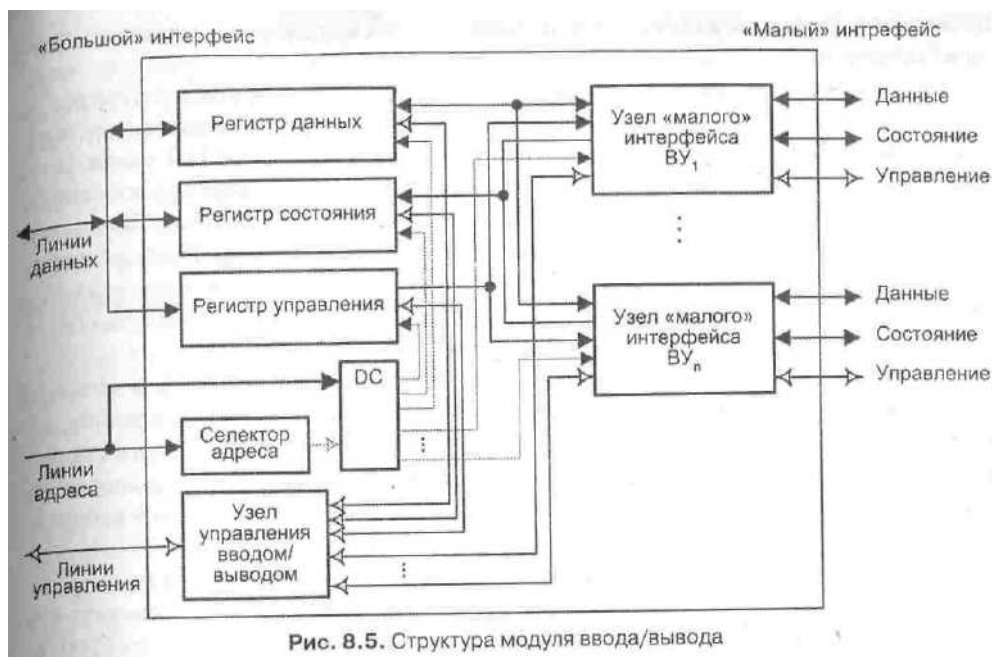 «Большой» интерфейс
«Малый» интрефейс
Регистр данных
Регистр состояния
Регистр управления
Линии
данных
DC
Селектор
адреса
Линии
адреса
Узел
управления
вводом/
выводом
Линии
управления
Узел «малого»
интерфейса
ВУ1
Данные
Состояние
Управление
Узел «малого»
интерфейса
ВУn
Данные
Состояние
Управление
Рис. 8.5. Структура модуля ввода/вывода